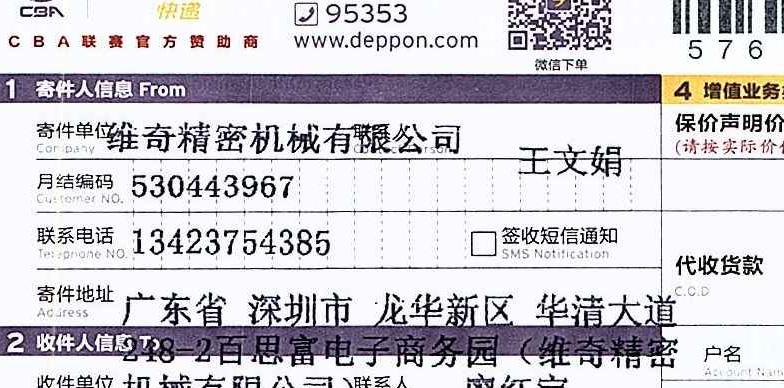 CBA 快递 95353
CBA联赛官方赞助商 www.deppon.com
微信下单
576
1 寄件人信息 From
4 增值业务
寄件单位 维奇精密机械有限公司 联系人 王文娟
Company
保价声明价
(请按实际价
月结编码 530443967
Customer NO.
联系电话 13423754385 签收短信通知
Telephone NO. SMS Notification
代收货款
C.O.D
寄件地址 广东省 深圳市 龙华新区 华清大道
Address
2 收件人信息 To
248-2百思富电子商务园（维奇精密
户名
Account Name
收件单位 机械有限公司） 联系人